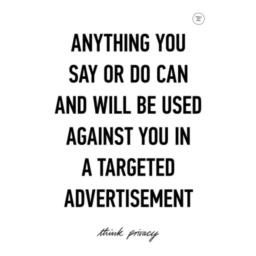 ANYTHING YOU
SAY OR DO CAN
AND WILL BE USED
AGAINST YOU IN
A TARGETED
ADVERTISEMENT
think privacy